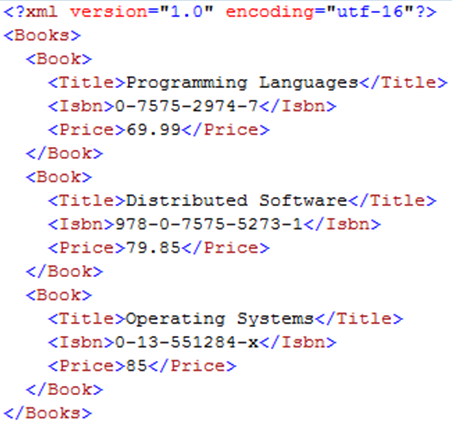 <?xml version="1.0" encoding="utf-16"?>
<Books>
  <Book>
    <Title>Programming Languages</Title>
    <Isbn>0-7575-2974-7</Isbn>
    <Price>69.99</Price>
  </Book>
  <Book>
    <Title>Distributed Software</Title>
    <Isbn>978-0-7575-5273-1</Isbn>
    <Price>79.85</Price>
  </Book>
  <Book>
    <Title>Operating Systems</Title>
    <Isbn>0-13-551284-x</Isbn>
    <Price>85</Price>
  </Book>
</Books>